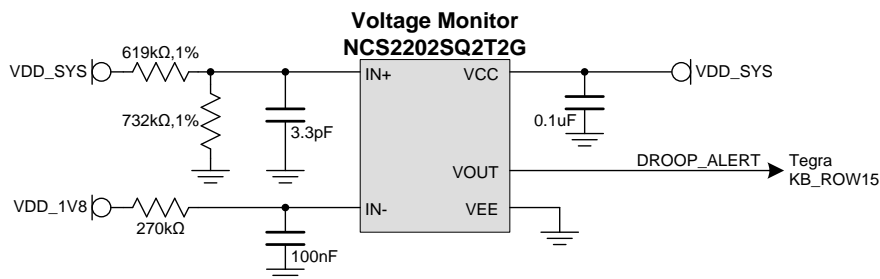 Voltage Monitor
NCS2202SQ2T2G
619kΩ,1%
VDD_SYS
IN+
VCC
VDD_SYS
732kΩ,1%
3.3pF
0.1uF
DROOP_ALERT
Tegra
KB_ROW15
VOUT
VDD_1V8
IN-
VEE
270kΩ
100nF